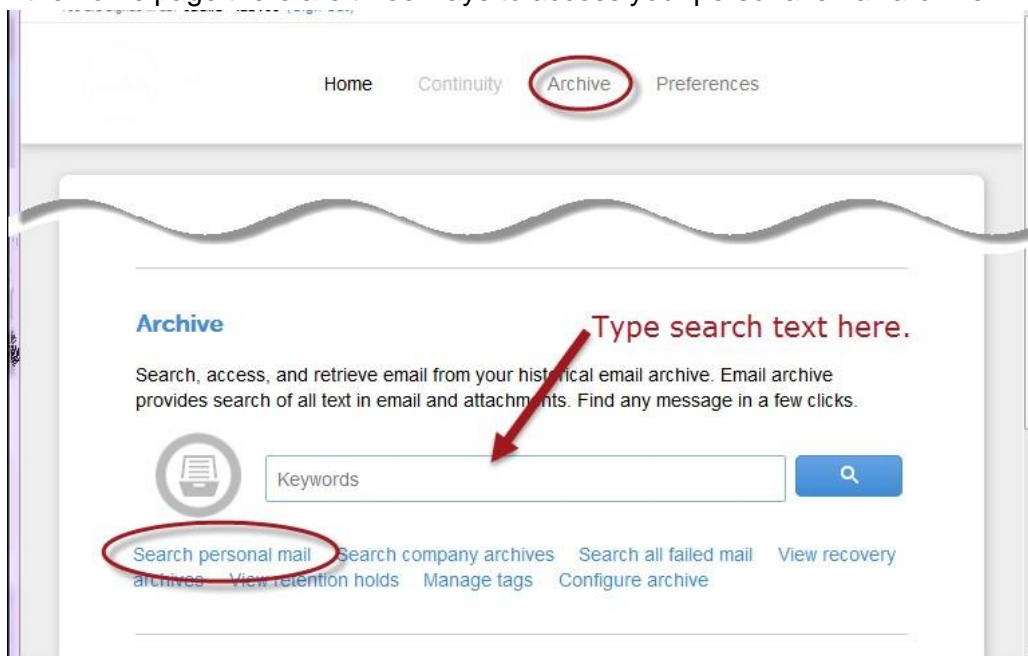 Home Continuity Archive Preferences
Archive
Type search text here.
Search, access, and retrieve email from your historical email archive. Email archive
provides search of all text in email and attachments. Find any message in a few clicks.
Keywords
Search personal mail Search company archives Search all failed mail View recovery
archives View retention holds Manage tags Configure archive